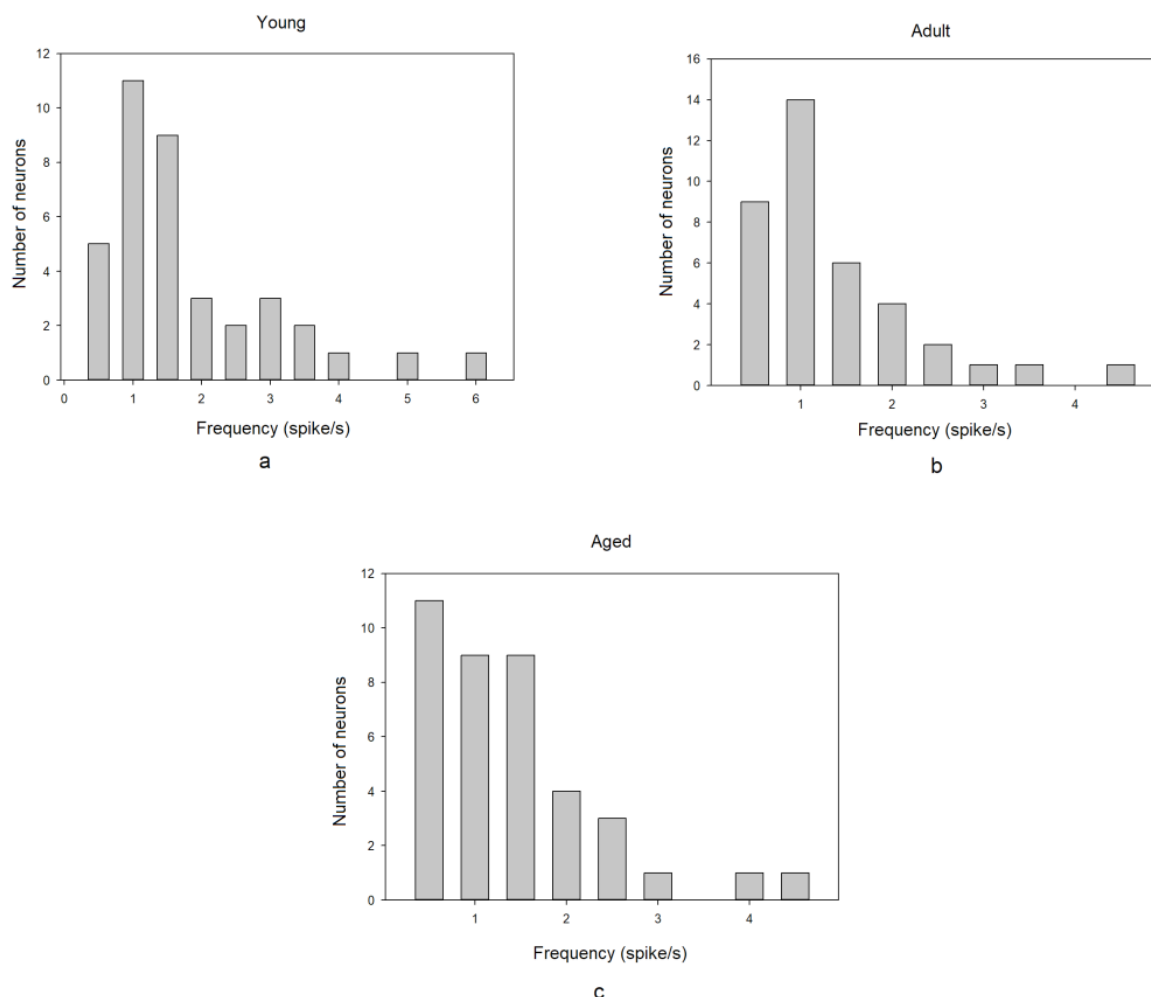 Young
12
10
8
6
4
2
0
Number of neurons
0 1 2 3 4 5 6
Frequency (spike/s)
a
Adult
16
14
12
10
8
6
4
2
0
Number of neurons
1 2 3 4
Frequency (spike/s)
b
Aged
12
10
8
6
4
2
0
Number of neurons
1 2 3 4
Frequency (spike/s)
c